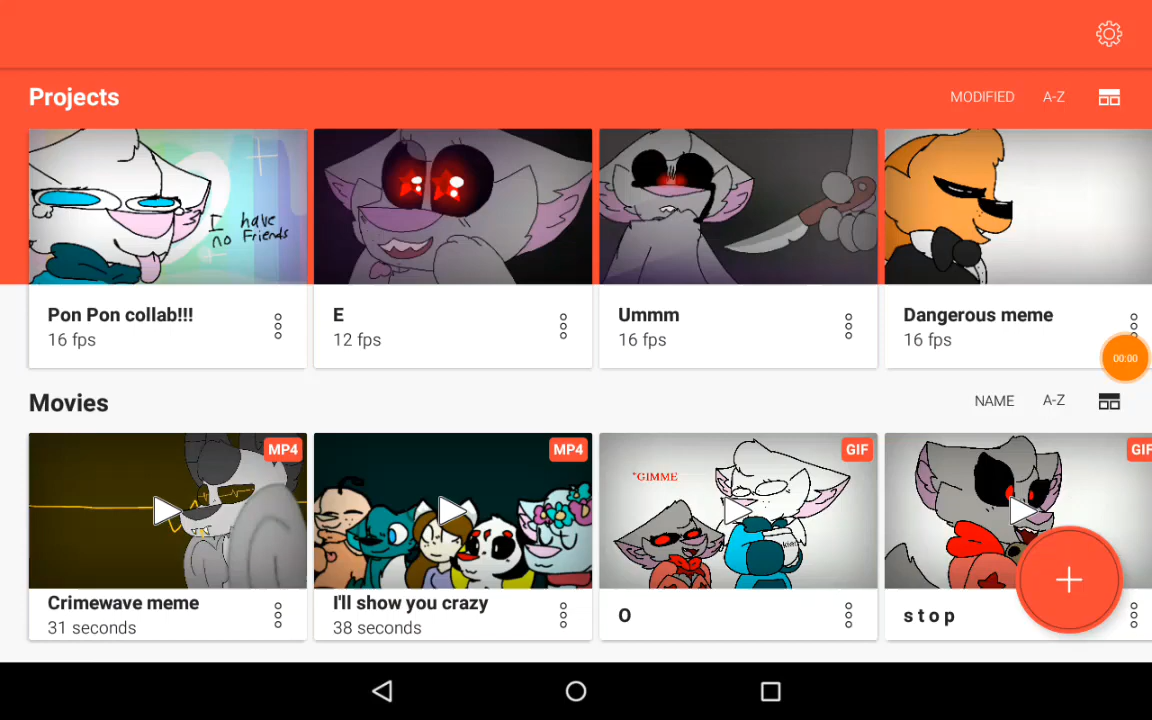 Projects
MODIFIED
A-Z
I have
no Friends
Pon Pon collab!!!
16 fps
E
12 fps
Ummm
16 fps
Dangerous meme
16 fps
00:00
Movies
NAME
A-Z
MP4
MP4
GIF
GIF
*GIMME
Crimewave meme
31 seconds
I'll show you crazy
38 seconds
O
s t o p